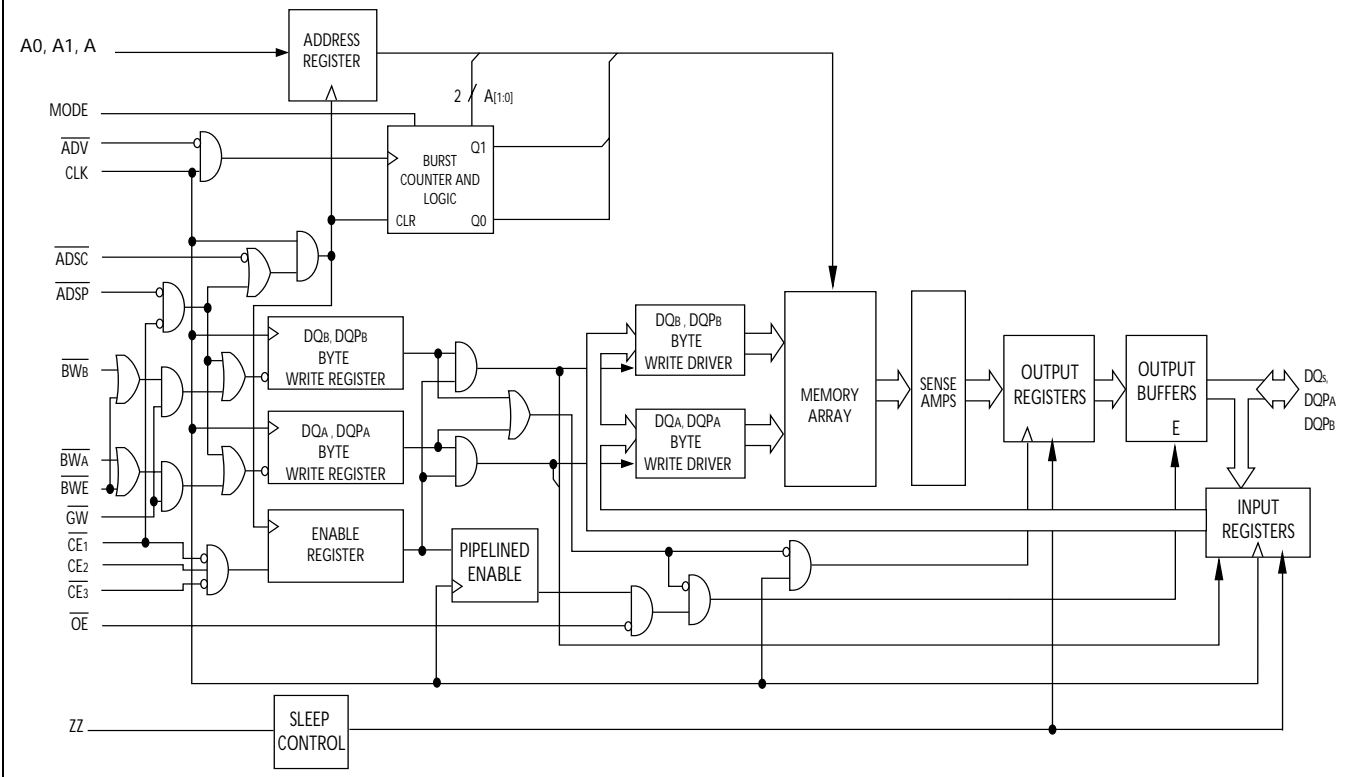 A0, A1, A
ADDRESS
REGISTER
2
A[1:0]
MODE
ADV
CLK
BURST
COUNTER AND
LOGIC
Q1
CLR
Q0
ADSC
ADSP
DQB, DQPB
BYTE
WRITE REGISTER
BWB
DQA, DQPA
BYTE
WRITE REGISTER
BWA
BWE
GW
CE1
CE2
CE3
ENABLE
REGISTER
PIPELINED
ENABLE
OE
DQB, DQPB
BYTE
WRITE DRIVER
DQA, DQPA
BYTE
WRITE DRIVER
MEMORY
ARRAY
SENSE
AMPS
OUTPUT
REGISTERS
OUTPUT
BUFFERS
E
DQs,
DQPA
DQPB
INPUT
REGISTERS
ZZ
SLEEP
CONTROL